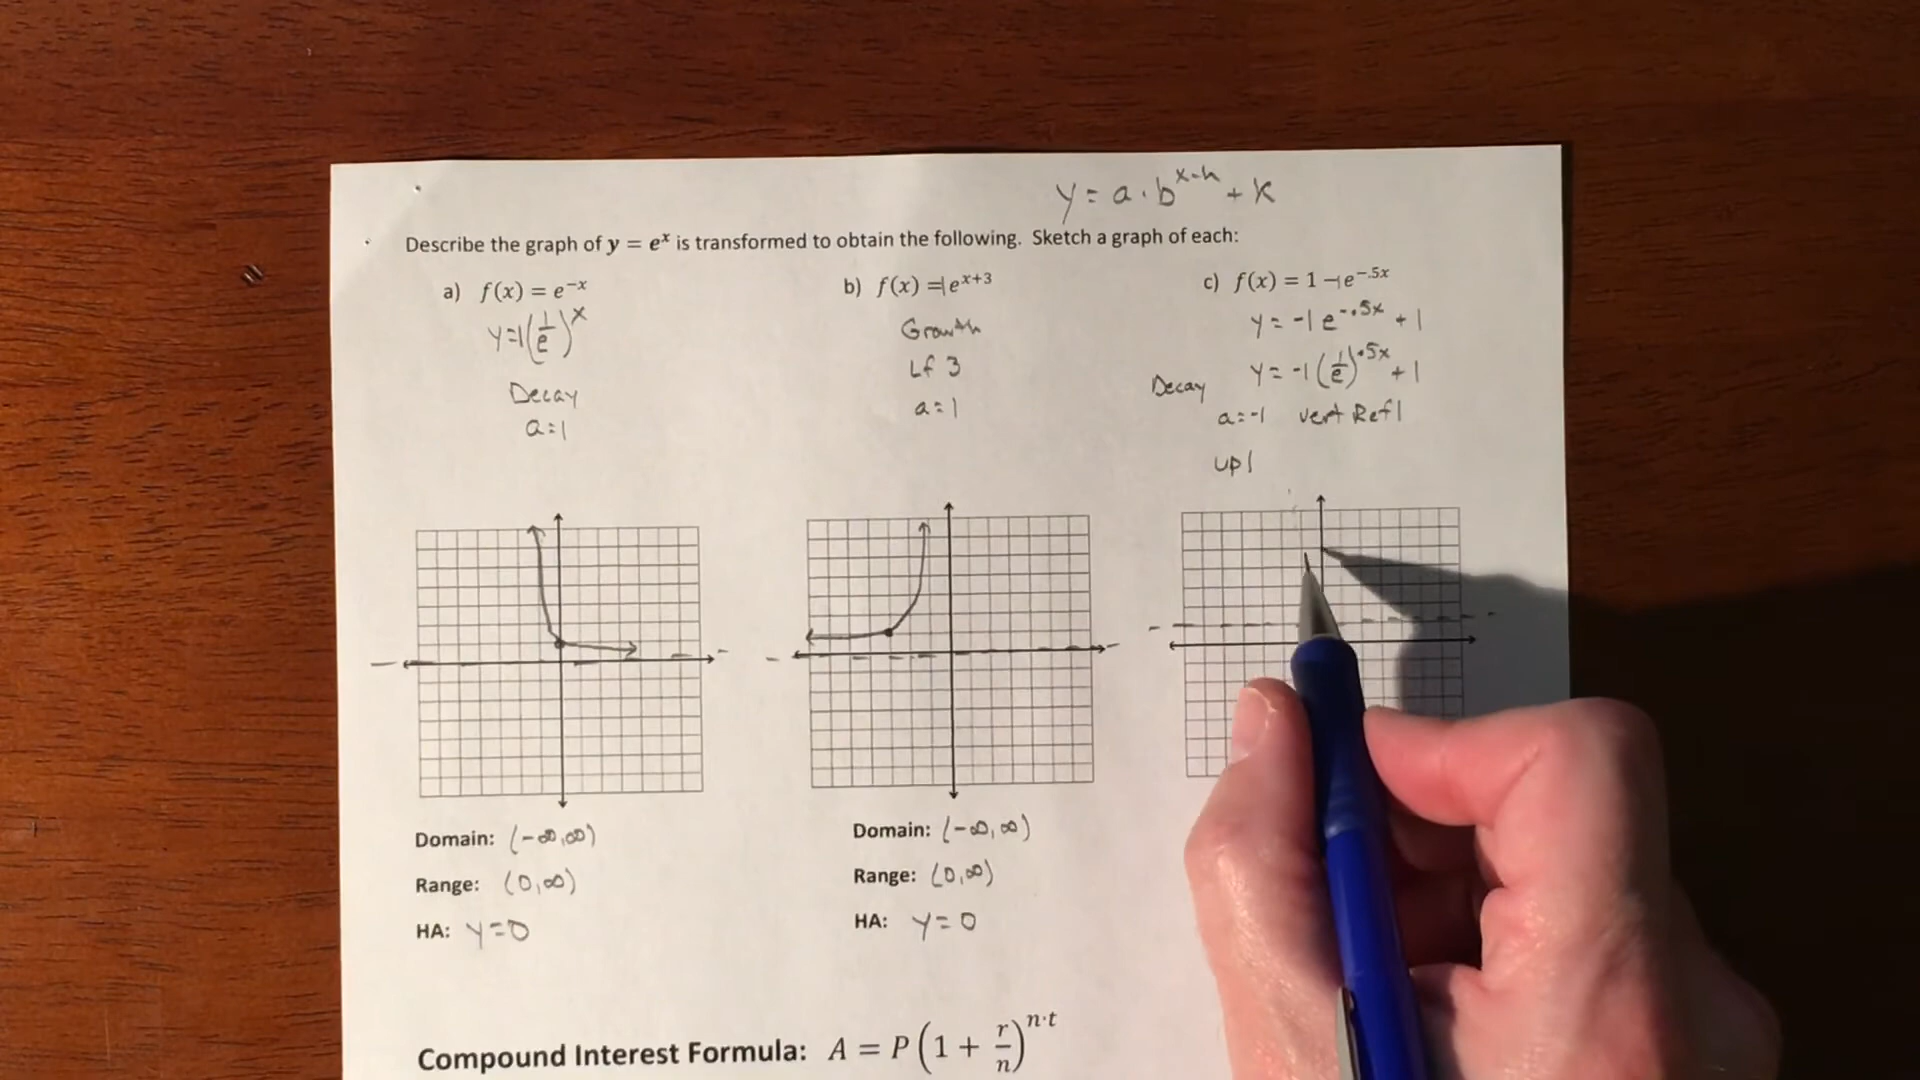 y = a · b^(x-h) + k
Describe the graph of y = e^x is transformed to obtain the following. Sketch a graph of each:
a) f(x) = e^(-x)
y=1(1/e)^x
Decay
a=1
b) f(x) =1e^(x+3)
Growth
Lf 3
a=1
c) f(x) = 1 -1e^(-.5x)
y = -1 e^(-.5x) + 1
y = -1 (1/e)^(.5x) + 1
Decay
a=-1 vert Refl
up 1
Domain: (-∞,∞)
Range: (0,∞)
HA: y=0
Domain: (-∞,∞)
Range: (0,∞)
HA: y=0
Compound Interest Formula: A = P(1 + r/n)^(n·t)